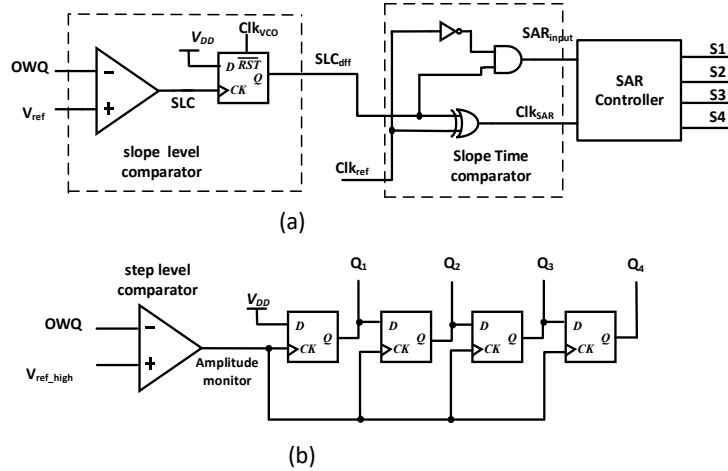 Clk_VCO
V_DD
SAR_input
OWQ
D RST
Q
SLC_dff
S1
SAR
Controller
S2
S3
S4
V_ref
SLC
CK
Clk_SAR
slope level
comparator
Clk_ref
Slope Time
comparator
(a)
step level
comparator
Q_1
Q_2
Q_3
Q_4
V_DD
OWQ
D
Q
CK
D
Q
CK
D
Q
CK
D
Q
CK
V_ref_high
Amplitude
monitor
(b)